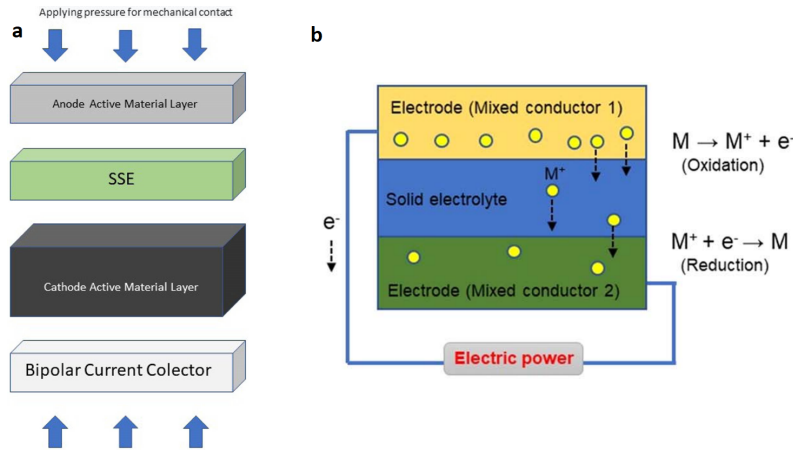 Applying pressure for mechanical contact
a
Anode Active Material Layer
SSE
Cathode Active Material Layer
Bipolar Current Colector
b
Electrode (Mixed conductor 1)
M⁺
Solid electrolyte
Electrode (Mixed conductor 2)
e⁻
Electric power
M → M⁺ + e⁻
(Oxidation)
M⁺ + e⁻ → M
(Reduction)